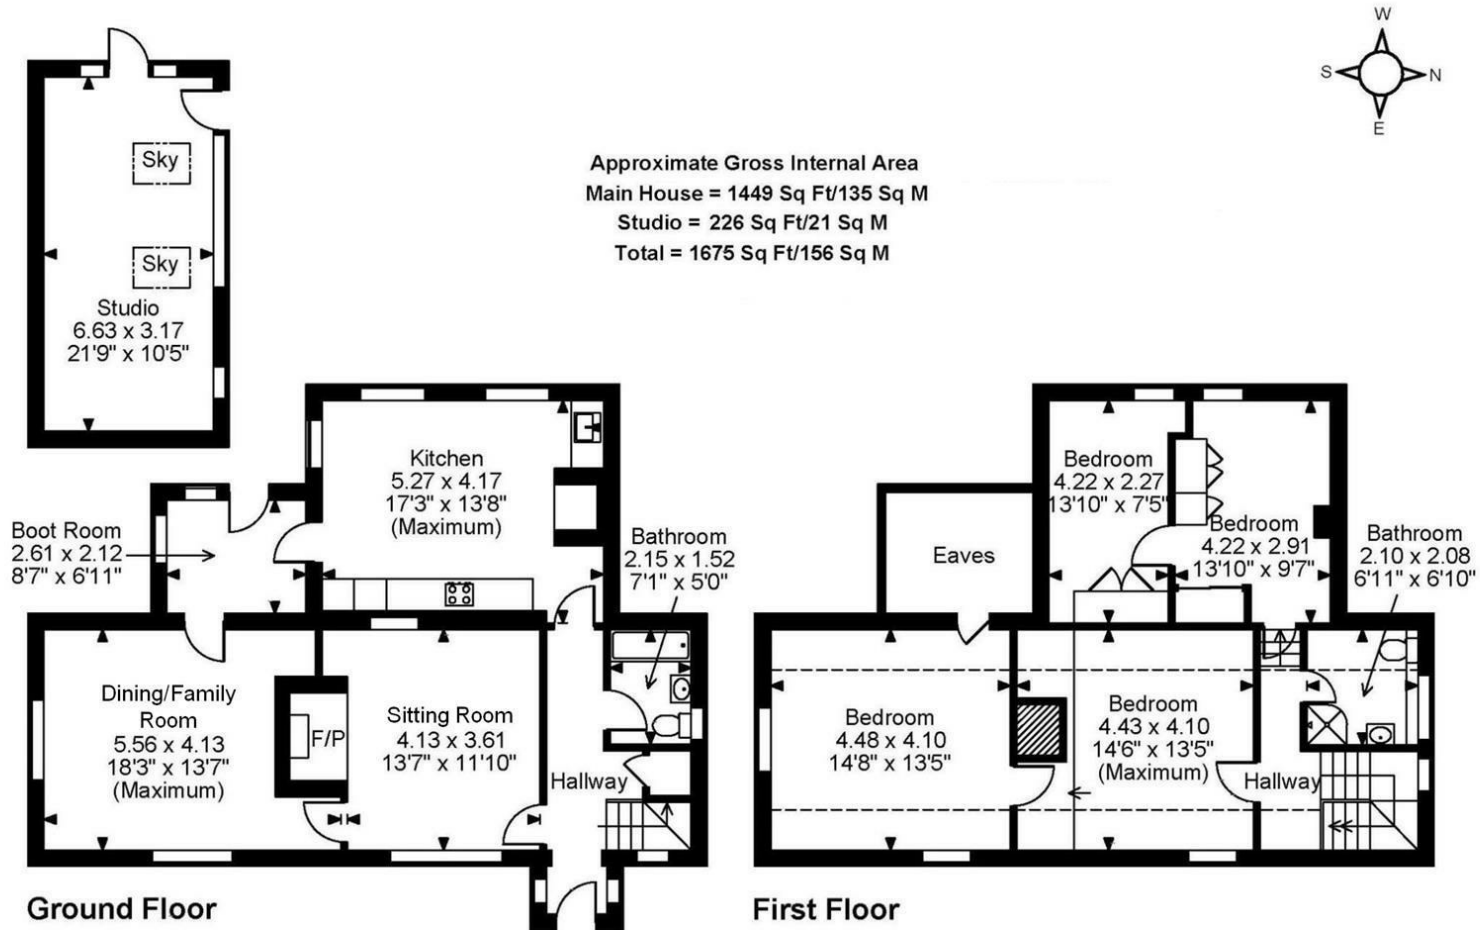 W
S
N
E
Approximate Gross Internal Area
Main House = 1449 Sq Ft/135 Sq M
Studio = 226 Sq Ft/21 Sq M
Total = 1675 Sq Ft/156 Sq M
Sky
Sky
Studio
6.63 x 3.17
21'9" x 10'5"
Kitchen
5.27 x 4.17
17'3" x 13'8"
(Maximum)
Boot Room
2.61 x 2.12
8'7" x 6'11"
Bathroom
2.15 x 1.52
7'1" x 5'0"
Dining/Family
Room
5.56 x 4.13
18'3" x 13'7"
(Maximum)
F/P
Sitting Room
4.13 x 3.61
13'7" x 11'10"
Hallway
Ground Floor
Bedroom
4.22 x 2.27
13'10" x 7'5"
Bedroom
4.22 x 2.91
13'10" x 9'7"
Bathroom
2.10 x 2.08
6'11" x 6'10"
Eaves
Bedroom
4.48 x 4.10
14'8" x 13'5"
Bedroom
4.43 x 4.10
14'6" x 13'5"
(Maximum)
Hallway
First Floor